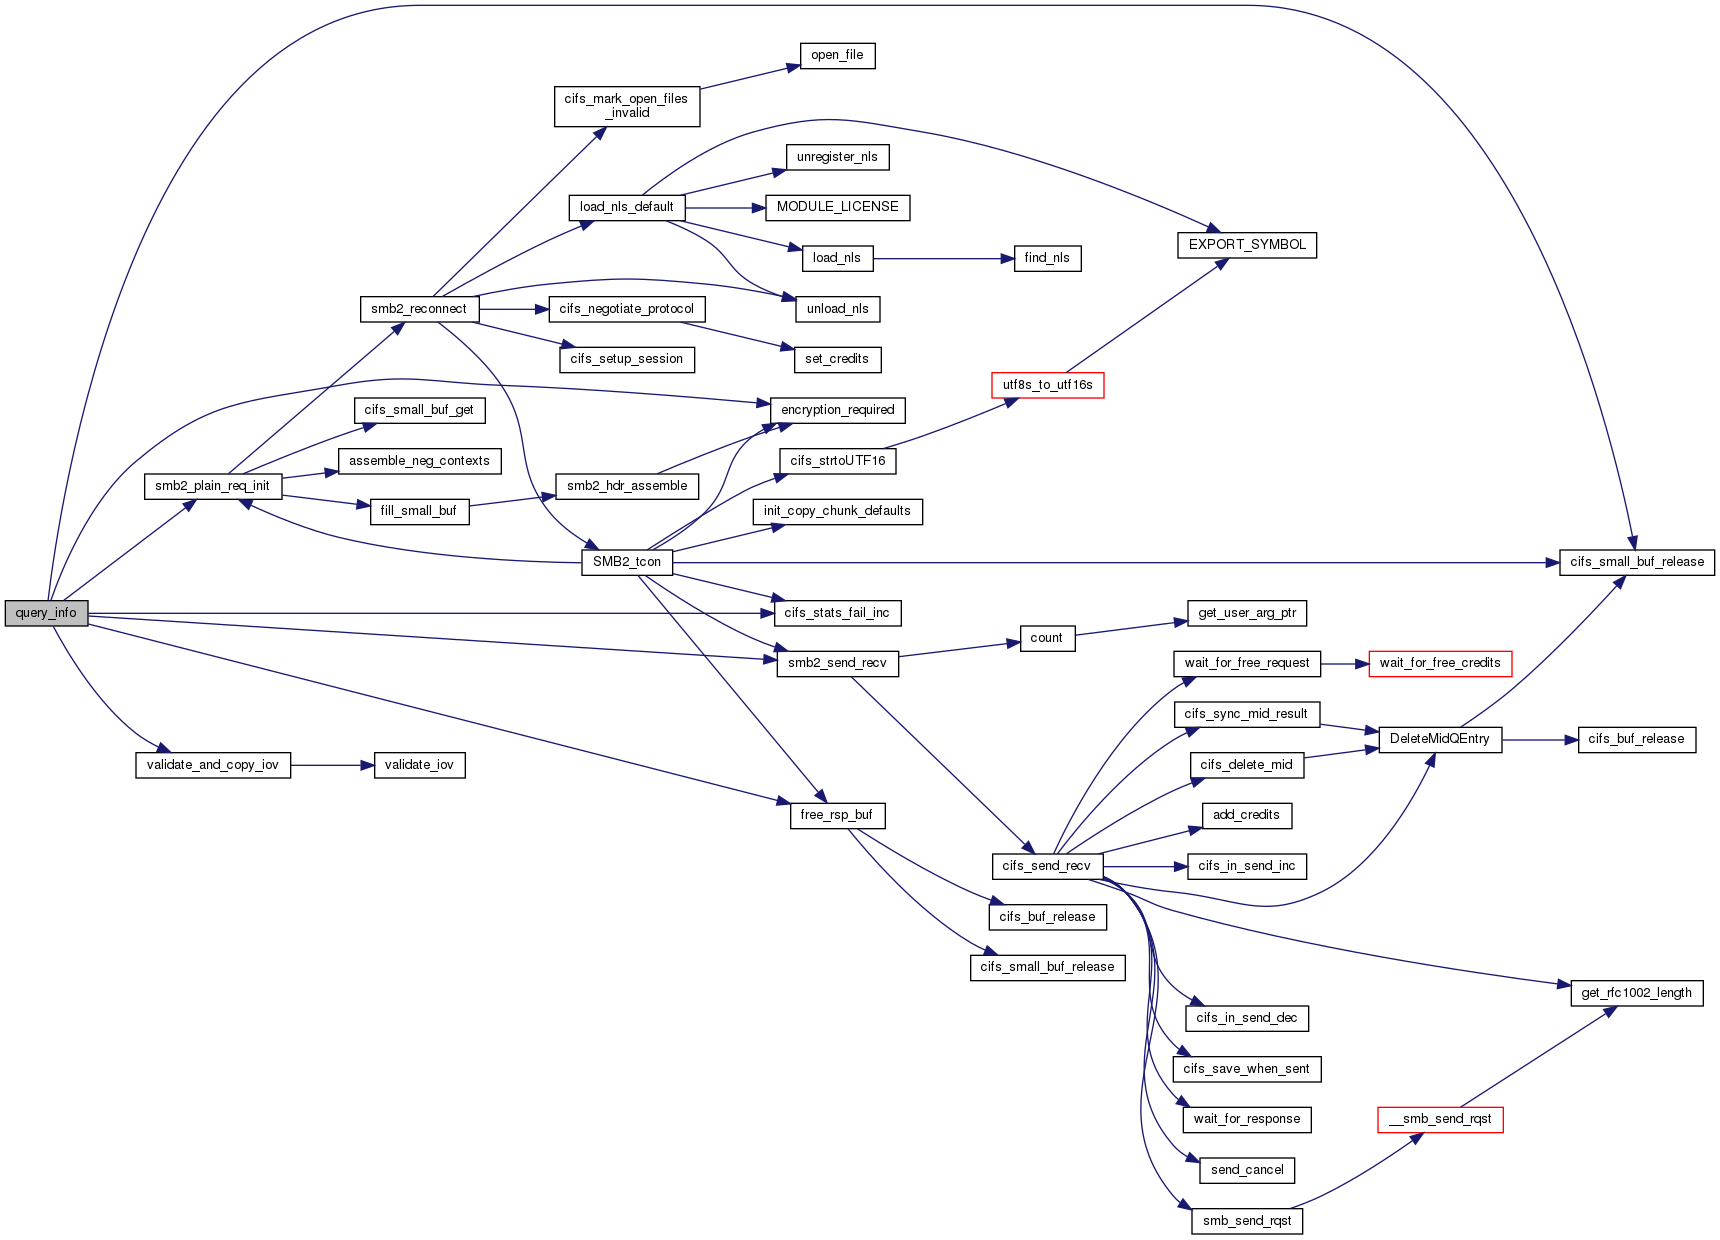 open_file
cifs_mark_open_files
_invalid
unregister_nls
load_nls_default
MODULE_LICENSE
EXPORT_SYMBOL
load_nls
find_nls
smb2_reconnect
cifs_negotiate_protocol
unload_nls
cifs_setup_session
set_credits
utf8s_to_utf16s
cifs_small_buf_get
encryption_required
assemble_neg_contexts
cifs_strtoUTF16
smb2_plain_req_init
smb2_hdr_assemble
fill_small_buf
init_copy_chunk_defaults
SMB2_tcon
cifs_small_buf_release
query_info
cifs_stats_fail_inc
get_user_arg_ptr
count
smb2_send_recv
wait_for_free_request
wait_for_free_credits
cifs_sync_mid_result
DeleteMidQEntry
cifs_buf_release
validate_and_copy_iov
validate_iov
cifs_delete_mid
free_rsp_buf
add_credits
cifs_send_recv
cifs_in_send_inc
cifs_buf_release
cifs_small_buf_release
get_rfc1002_length
cifs_in_send_dec
cifs_save_when_sent
wait_for_response
__smb_send_rqst
send_cancel
smb_send_rqst